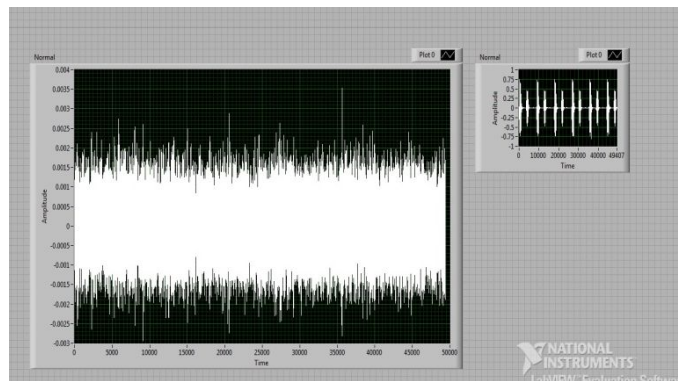 Normal
Plot 0
0.004
0.0035
0.003
0.0025
0.002
0.0015
0.001
0.0005
0
-0.0005
-0.001
-0.0015
-0.002
-0.0025
-0.003
Amplitude
0 5000 10000 15000 20000 25000 30000 35000 40000 45000 50000
Time
Normal
Plot 0
1
0.75
0.5
0.25
0
-0.25
-0.5
-0.75
-1
Amplitude
0 10000 20000 30000 40000 49407
Time
NATIONAL
INSTRUMENTS
LabVIEW Evaluation Software